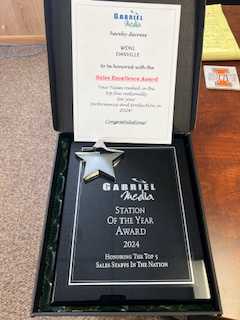 GABRIEL
Media
hereby decrees
WDNL
DANVILLE
to be honored with the
Sales Excellence Award
Your Team ranked in the
top five nationally
for your
performance and production in
2024!
Congratulations!
GABRIEL
Media
STATION
OF THE YEAR
AWARD
2024
HONORING THE TOP 5
SALES STAFFS IN THE NATION